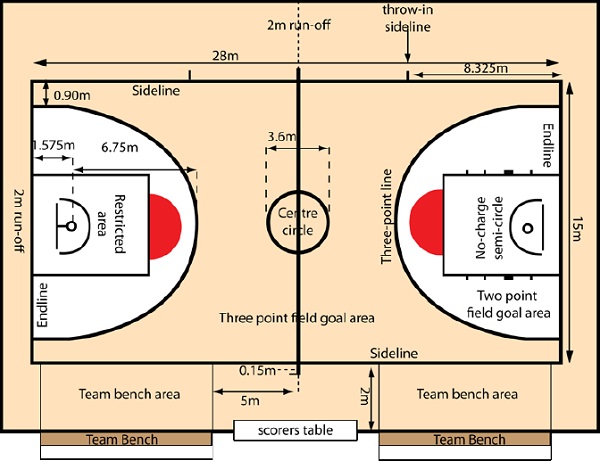 throw-in
sideline
2m run-off
28m
8.325m
Sideline
0.90m
3.6m
1.575m
6.75m
Endline
2m run-off
Restricted
area
Centre
circle
Three-point line
No-charge
semi-circle
15m
Endline
Two point
field goal area
Three point field goal area
Sideline
0.15m
Team bench area
5m
2m
Team bench area
scorers table
Team Bench
Team Bench